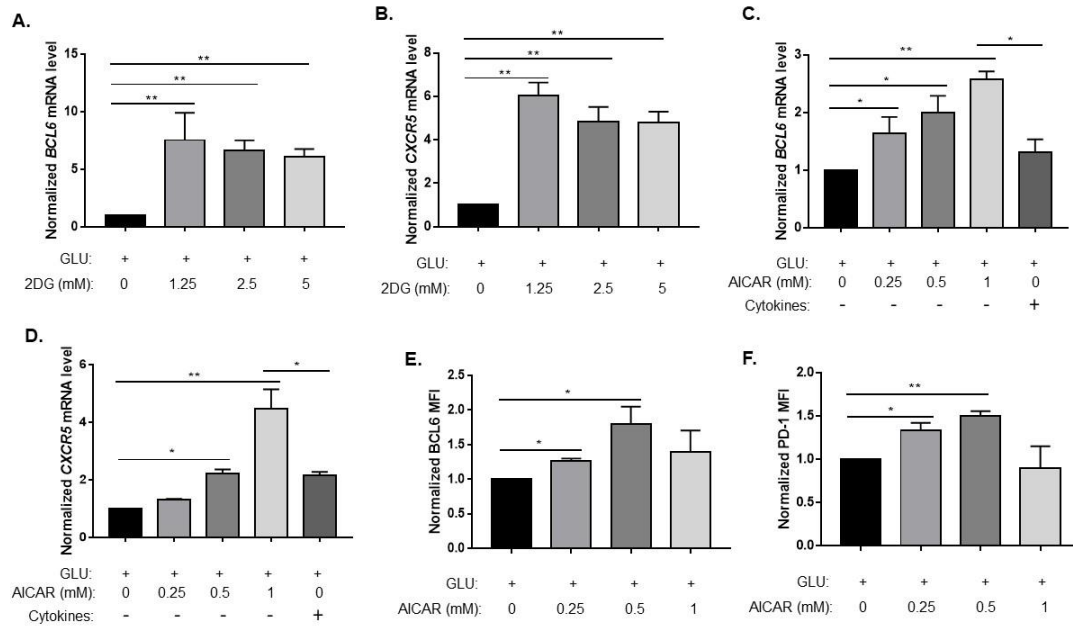 A.
Normalized BCL6 mRNA level
15
10
5
0
**
**
**
GLU: + + + +
2DG (mM): 0 1.25 2.5 5
B.
Normalized CXCR5 mRNA level
8
6
4
2
0
**
**
**
GLU: + + + +
2DG (mM): 0 1.25 2.5 5
C.
Normalized BCL6 mRNA level
3
2
1
0
**
*
*
*
GLU: + + + + +
AICAR (mM): 0 0.25 0.5 1 0
Cytokines: - - - - +
D.
Normalized CXCR5 mRNA level
6
4
2
0
**
*
*
GLU: + + + + +
AICAR (mM): 0 0.25 0.5 1 0
Cytokines: - - - - +
E.
Normalized BCL6 MFI
2.5
2.0
1.5
1.0
0.5
0.0
*
*
GLU: + + + +
AICAR (mM): 0 0.25 0.5 1
F.
Normalized PD-1 MFI
2.0
1.5
1.0
0.5
0.0
**
*
GLU: + + + +
AICAR (mM): 0 0.25 0.5 1